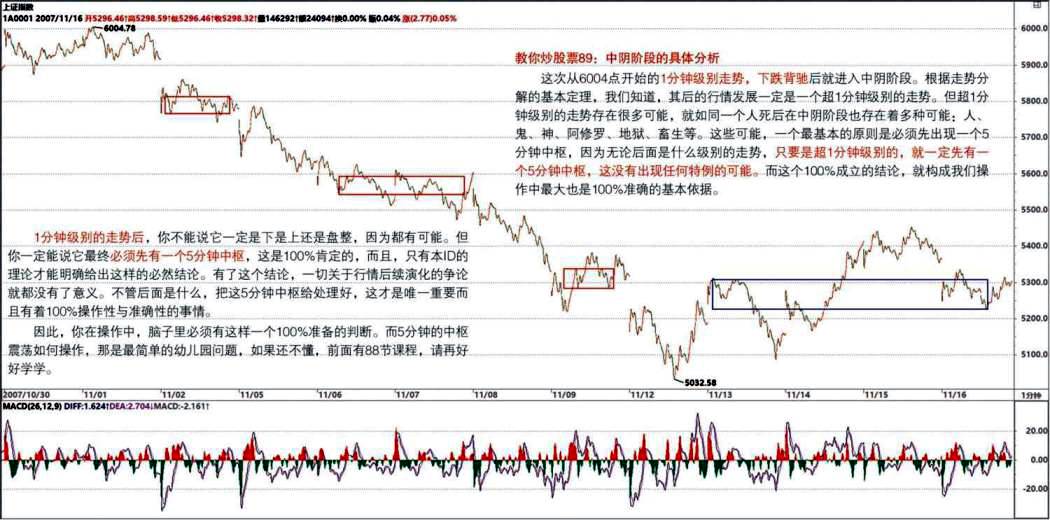 上证指数
1A0001 2007/11/16 开5296.46↑高5298.59↑低5296.46↑收5298.32↑量146292↑额24094↑换0.00% 振0.04% 涨(2.77)0.05%
6004.78
6000.0
5900.0
5800.0
5700.0
5600.0
5500.0
5400.0
5300.0
5200.0
5100.0
教你炒股票89：中阴阶段的具体分析
这次从6004点开始的1分钟级别走势，下跌背驰后就进入中阴阶段。根据走势分
解的基本定理，我们知道，其后的行情发展一定是一个超1分钟级别的走势。但超1分
钟级别的走势存在很多可能，就如同一个人死后在中阴阶段也存在着多种可能：人、
鬼、神、阿修罗、地狱、畜生等。这些可能，一个最基本的原则是必须先出现一个5
分钟中枢，因为无论后面是什么级别的走势，只要是超1分钟级别的，就一定先有一
个5分钟中枢，这没有出现任何特例的可能。而这个100%成立的结论，就构成我们操
作中最大也是100%准确的基本依据。
1分钟级别的走势后，你不能说它一定是下是上还是盘整，因为都有可能。但
你一定能说它最终必须先有一个5分钟中枢，这是100%肯定的，而且，只有本ID的
理论才能明确给出这样的必然结论。有了这个结论，一切关于行情后续演化的争论
就都没有了意义。不管后面是什么，把这5分钟中枢给处理好，这才是唯一重要而
且有着100%操作性与准确性的事情。
因此，你在操作中，脑子里必须有这样一个100%准备的判断。而5分钟的中枢
震荡如何操作，那是最简单的幼儿园问题，如果还不懂，前面有88节课程，请再好
好学学。
5032.58
2007/10/30 11/01 11/02 11/05 11/06 11/07 11/08 11/09 11/12 11/13 11/14 11/15 11/16 1分钟
MACD(26,12,9) DIFF:1.624↑DEA:2.704↓MACD:-2.161↑
20.00
0.00
-20.00